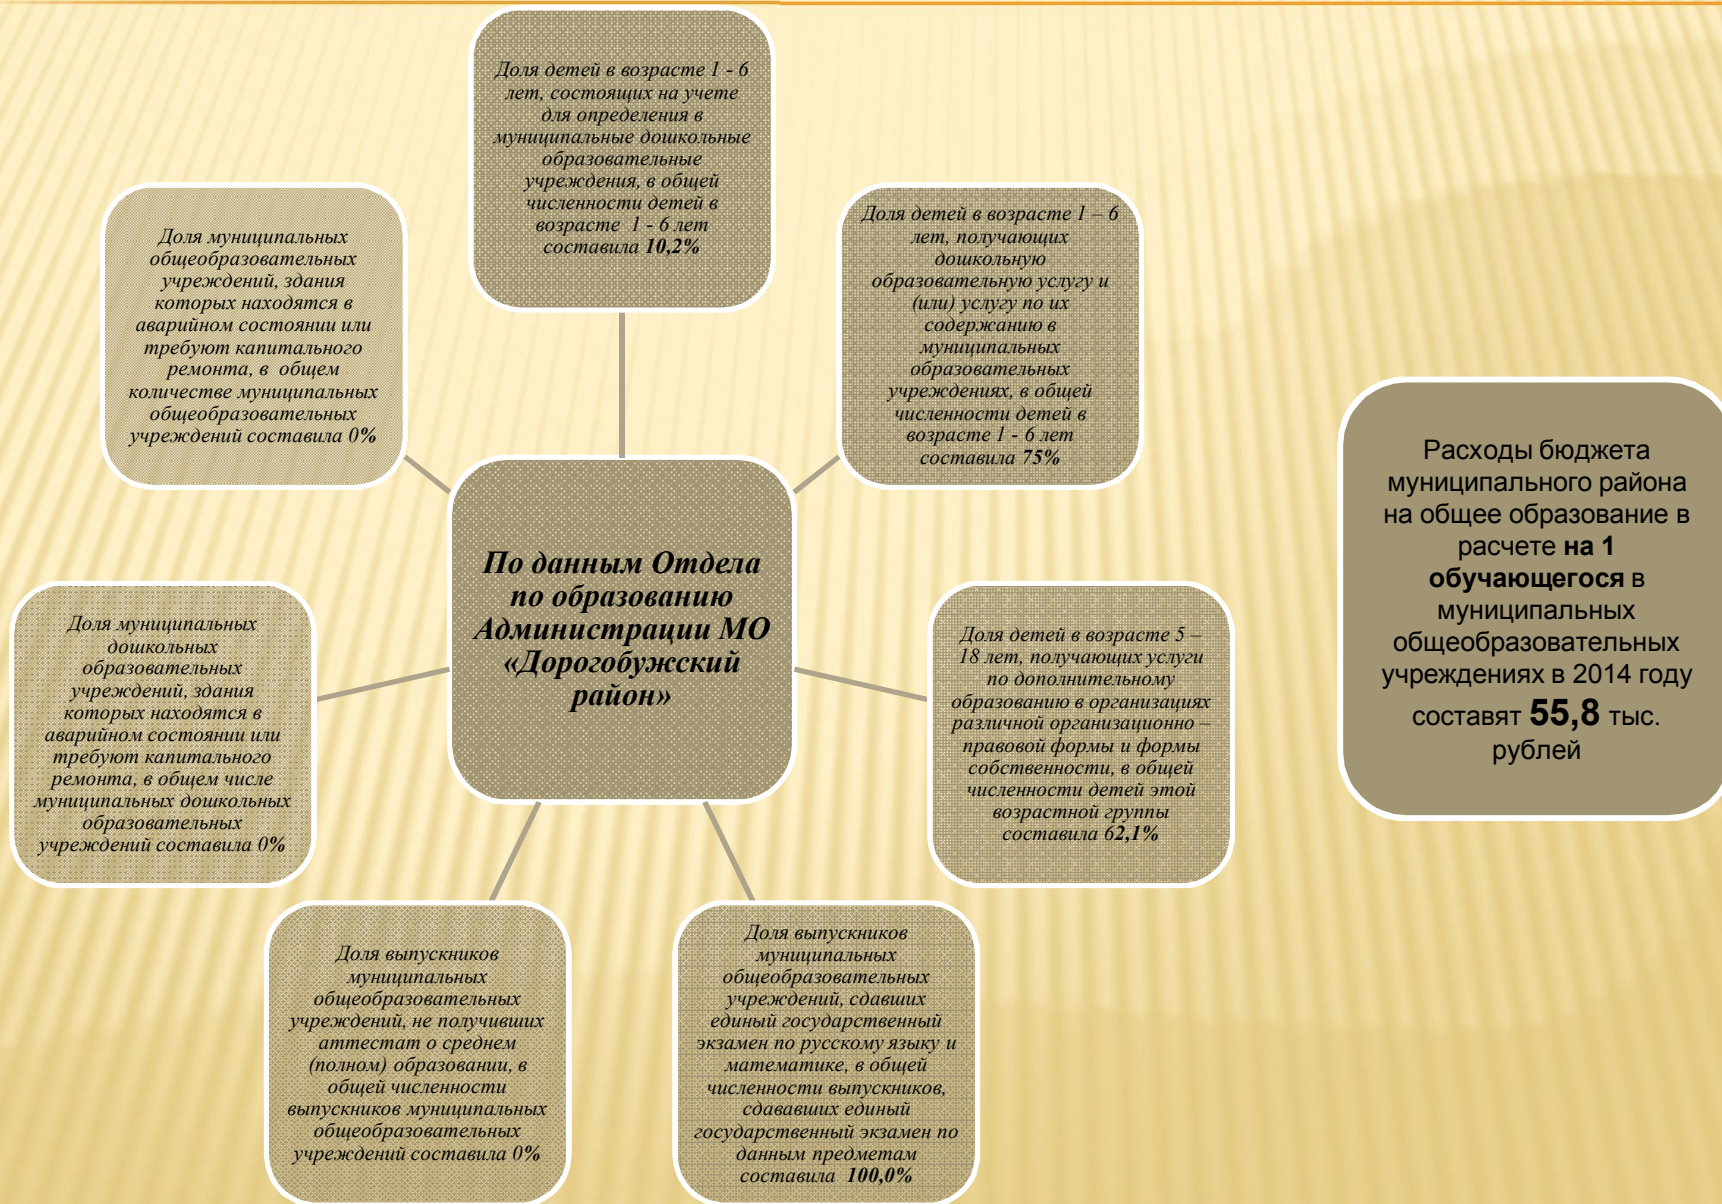 Доля детей в возрасте 1 - 6
лет, состоящих на учете
для определения в
муниципальные дошкольные
образовательные
учреждения, в общей
численности детей в
возрасте 1 - 6 лет
составила 10,2%
Доля детей в возрасте 1 – 6
лет, получающих
дошкольную
образовательную услугу и
(или) услугу по их
содержанию в
муниципальных
образовательных
учреждениях, в общей
численности детей в
возрасте 1 - 6 лет
составила 75%
Доля детей в возрасте 5 –
18 лет, получающих услуги
по дополнительному
образованию в организациях
различной организационно –
правовой формы и формы
собственности, в общей
численности детей этой
возрастной группы
составила 62,1%
Доля выпускников
муниципальных
общеобразовательных
учреждений, сдавших
единый государственный
экзамен по русскому языку и
математике, в общей
численности выпускников,
сдававших единый
государственный экзамен по
данным предметам
составила 100,0%
Доля выпускников
муниципальных
общеобразовательных
учреждений, не получивших
аттестат о среднем
(полном) образовании, в
общей численности
выпускников муниципальных
общеобразовательных
учреждений составила 0%
Доля муниципальных
дошкольных
образовательных
учреждений, здания
которых находятся в
аварийном состоянии или
требуют капитального
ремонта, в общем числе
муниципальных дошкольных
образовательных
учреждений составила 0%
Доля муниципальных
общеобразовательных
учреждений, здания
которых находятся в
аварийном состоянии или
требуют капитального
ремонта, в общем
количестве муниципальных
общеобразовательных
учреждений составила 0%
По данным Отдела
по образованию
Администрации МО
«Дорогобужский
район»
Расходы бюджета
муниципального района
на общее образование в
расчете на 1
обучающегося в
муниципальных
общеобразовательных
учреждениях в 2014 году
составят 55,8 тыс.
рублей